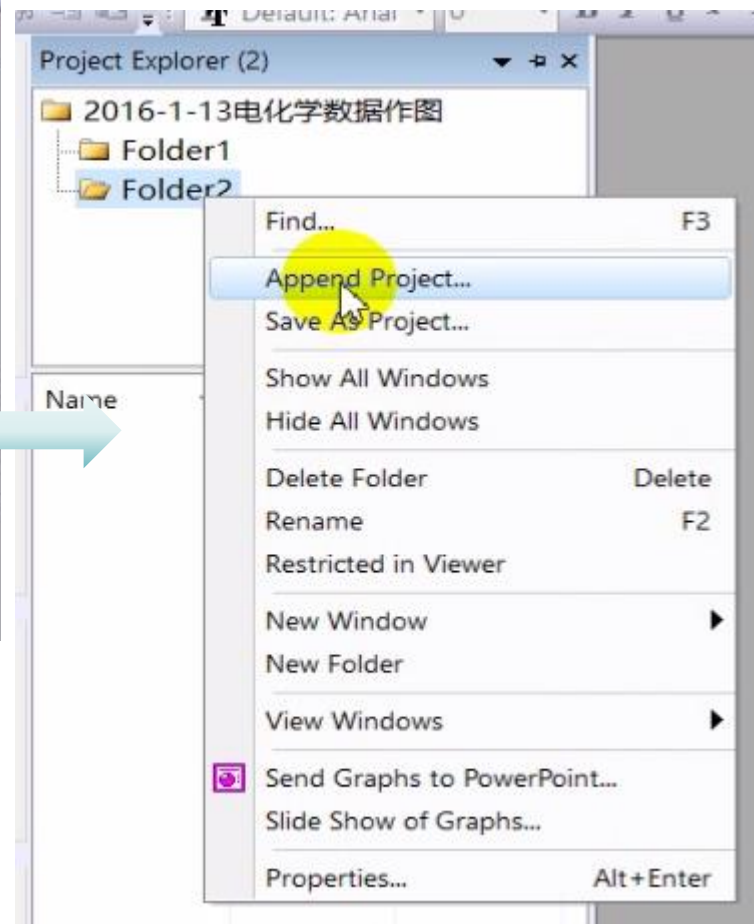 Default: Arial
Project Explorer (2)
2016-1-13电化学数据作图
Folder1
Folder2
Find... F3
Append Project...
Save As Project...
Show All Windows
Name
Hide All Windows
Delete Folder Delete
Rename F2
Restricted in Viewer
New Window
New Folder
View Windows
Send Graphs to PowerPoint...
Slide Show of Graphs...
Properties... Alt+Enter